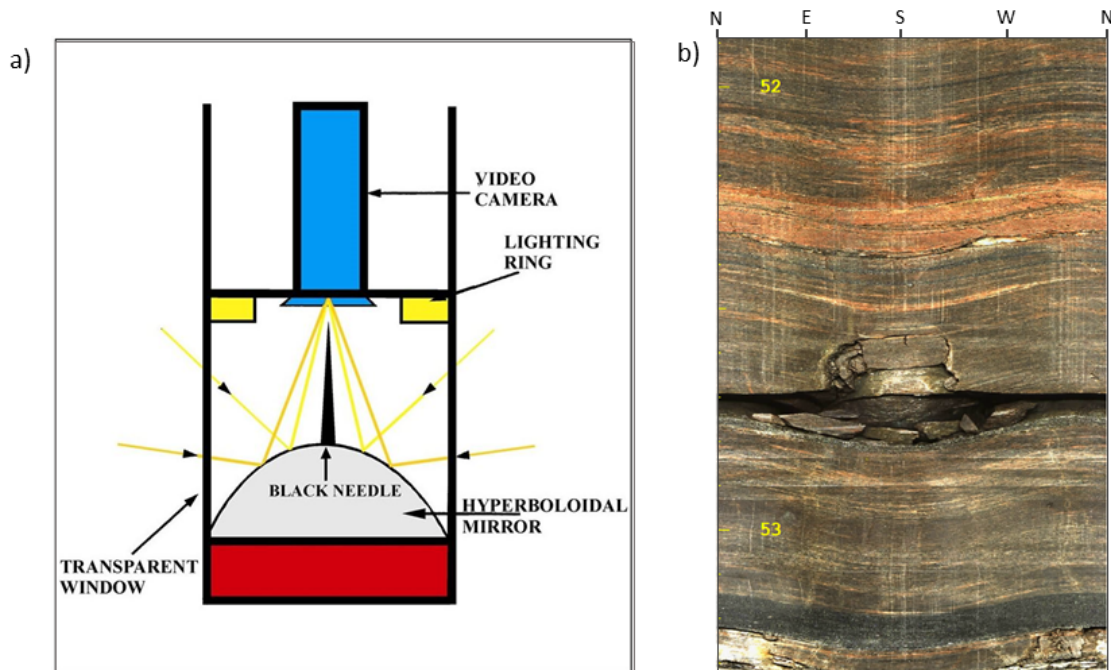 a)
VIDEO
CAMERA
LIGHTING
RING
BLACK NEEDLE
HYPERBOLOIDAL
MIRROR
TRANSPARENT
WINDOW
b)
N E S W N
52
53